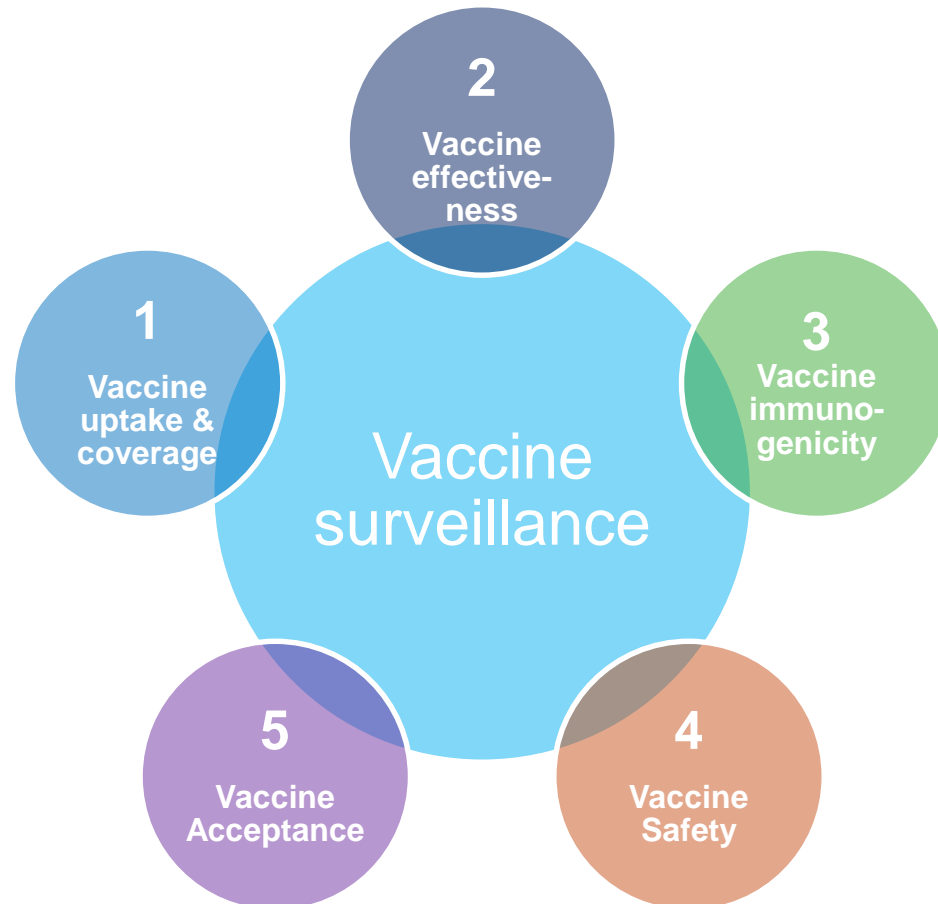 1
Vaccine
uptake &
coverage
2
Vaccine
effective-
ness
3
Vaccine
immuno-
genicity
4
Vaccine
Safety
5
Vaccine
Acceptance
Vaccine
surveillance